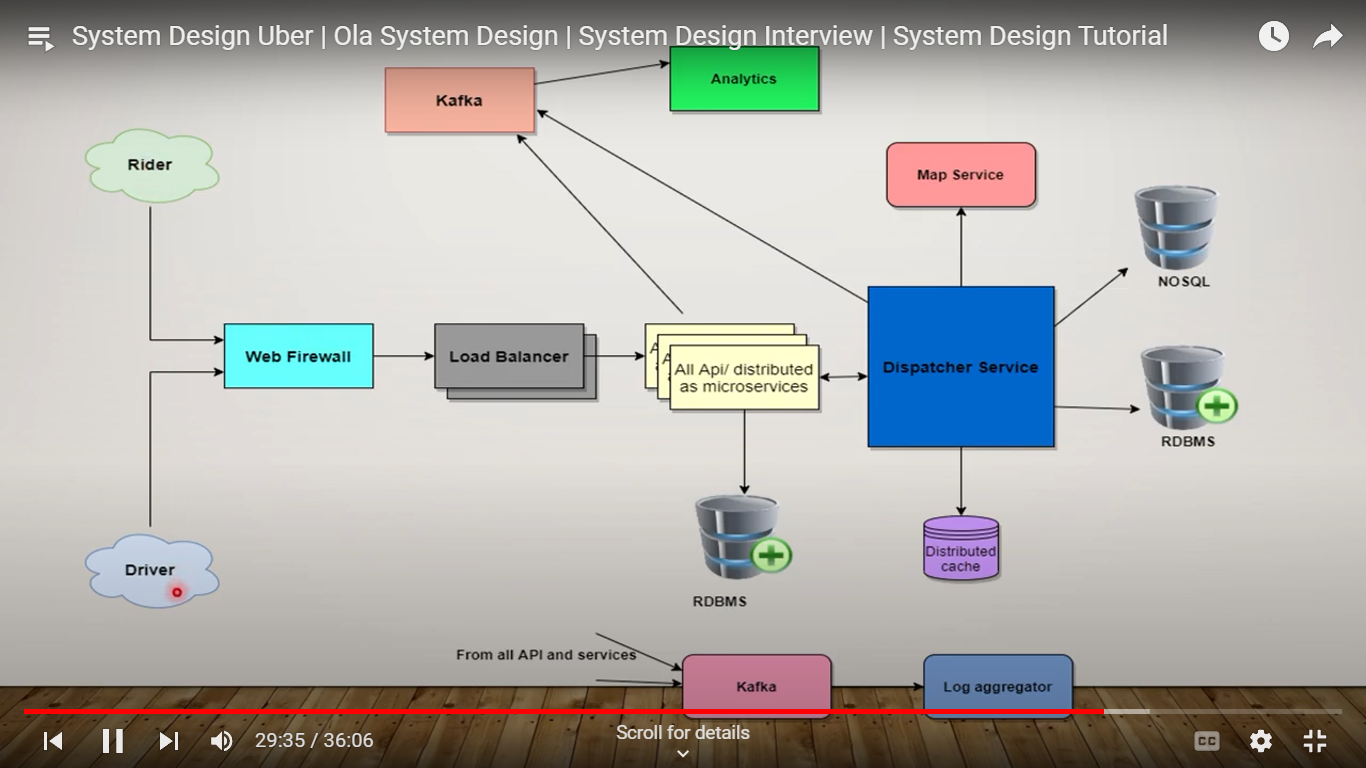 System Design Uber | Ola System Design | System Design Interview | System Design Tutorial
Analytics
Kafka
Rider
Map Service
NOSQL
Web Firewall
Load Balancer
A
A
All Api/ distributed
as microservices
Dispatcher Service
RDBMS
Distributed
cache
Driver
RDBMS
From all API and services
Kafka
Log aggregator
29:35 / 36:06
Scroll for details
CC